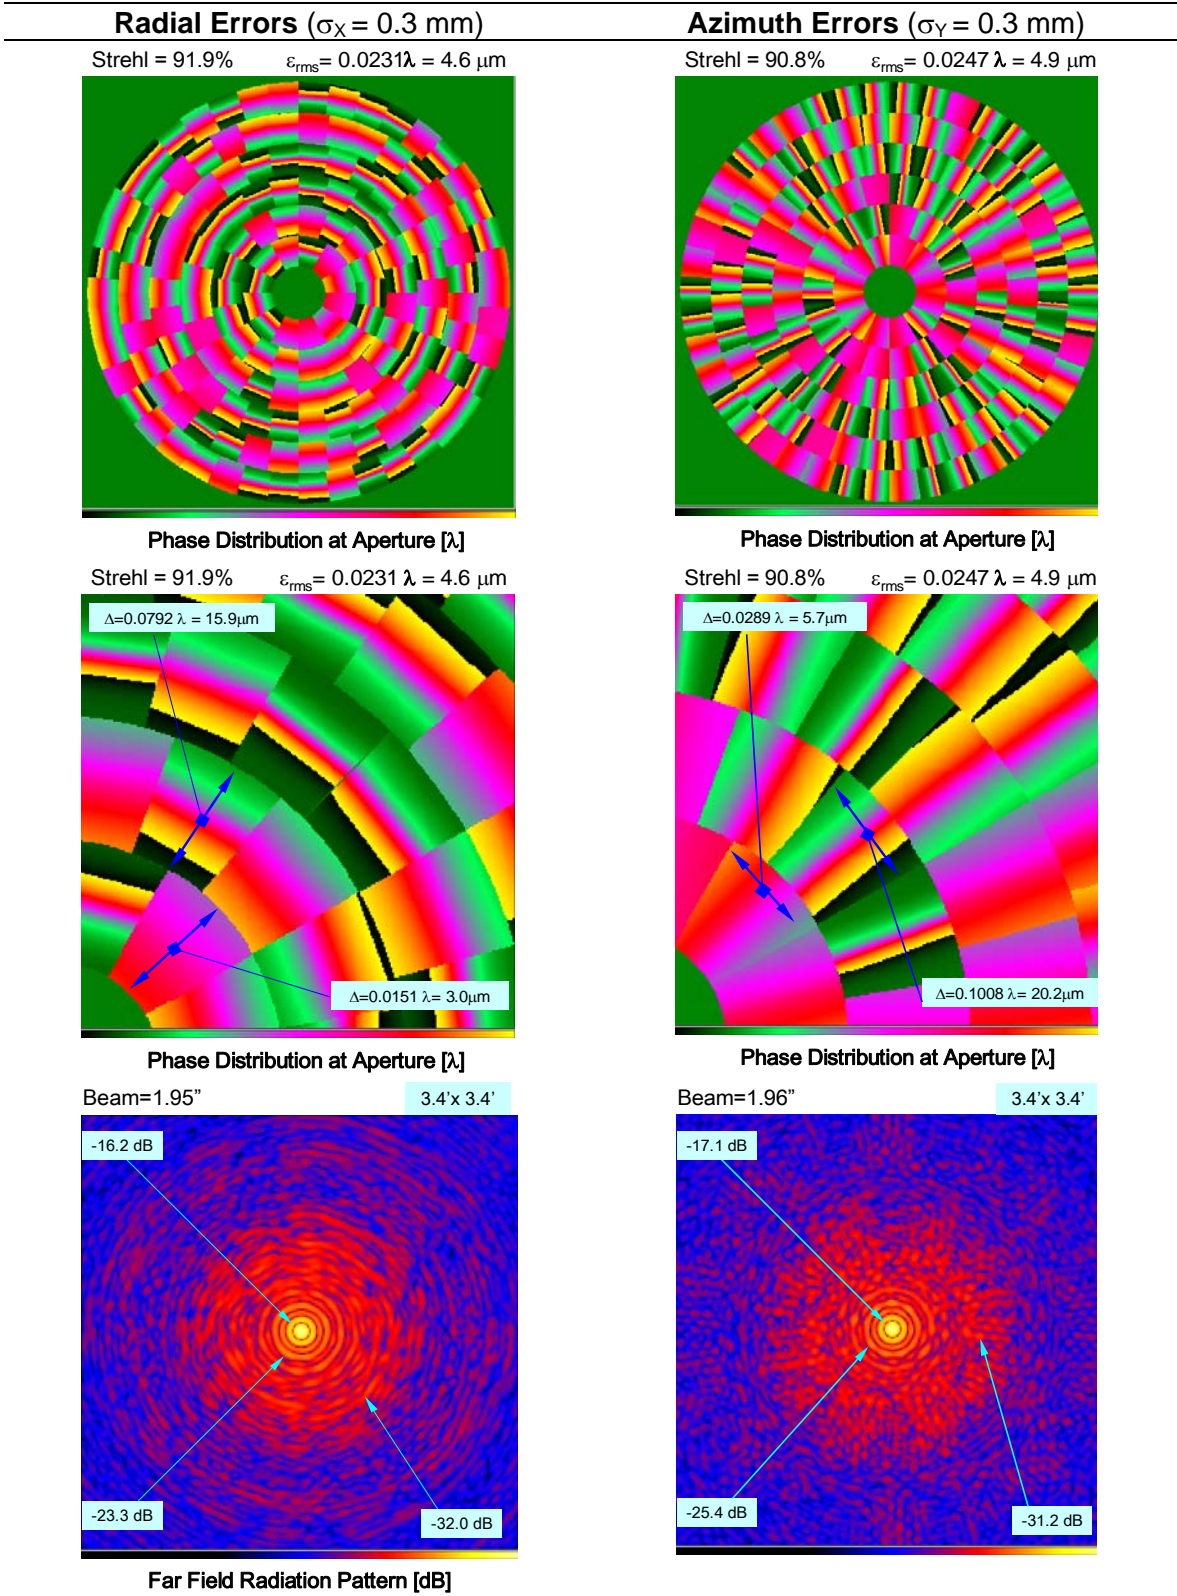 Radial Errors (σX = 0.3 mm)
Azimuth Errors (σY = 0.3 mm)
Strehl = 91.9% εrms= 0.0231λ = 4.6 μm
Strehl = 90.8% εrms= 0.0247 λ = 4.9 μm
Phase Distribution at Aperture [λ]
Phase Distribution at Aperture [λ]
Strehl = 91.9% εrms= 0.0231 λ = 4.6 μm
Strehl = 90.8% εrms= 0.0247 λ = 4.9 μm
Δ=0.0792 λ = 15.9μm
Δ=0.0289 λ = 5.7μm
Δ=0.0151 λ= 3.0μm
Δ=0.1008 λ= 20.2μm
Phase Distribution at Aperture [λ]
Phase Distribution at Aperture [λ]
Beam=1.95”
3.4’x 3.4’
Beam=1.96”
3.4’x 3.4’
-16.2 dB
-17.1 dB
-23.3 dB
-32.0 dB
-25.4 dB
-31.2 dB
Far Field Radiation Pattern [dB]